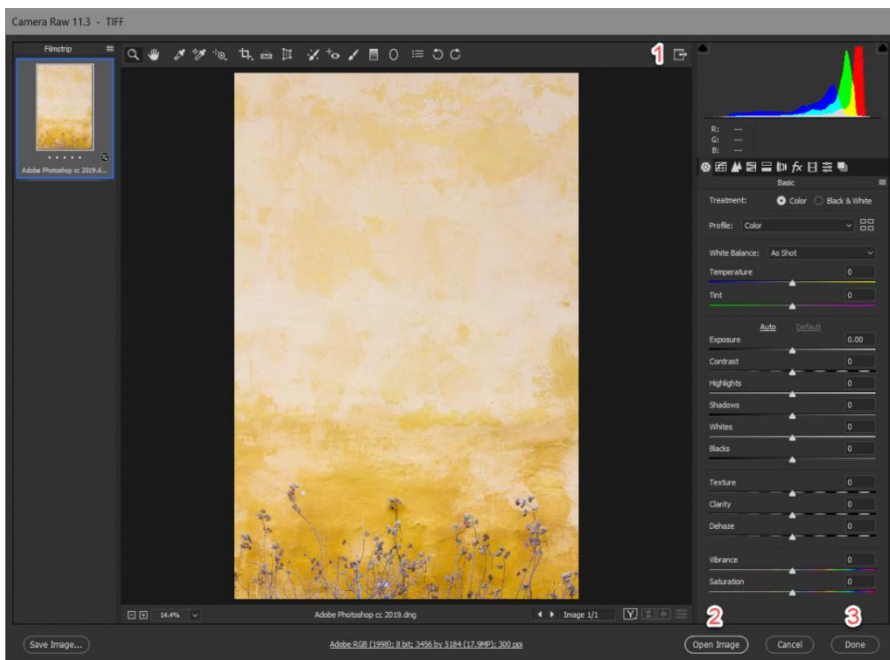 Camera Raw 11.3 - TIFF
Filmstrip
1
Adobe Photoshop cc 2019.d...
R: ---
G: ---
B: ---
fx
Basic
Treatment: Color Black & White
Profile: Color
White Balance: As Shot
Temperature 0
Tint 0
Auto Default
Exposure 0.00
Contrast 0
Highlights 0
Shadows 0
Whites 0
Blacks 0
Texture 0
Clarity 0
Dehaze 0
Vibrance 0
Saturation 0
14.4% Adobe Photoshop cc 2019.dng Image 1/1 Y
2 3
Save Image... Adobe RGB (1998); 8 bit; 3456 by 5184 (17.9MP); 300 ppi Open Image Cancel Done